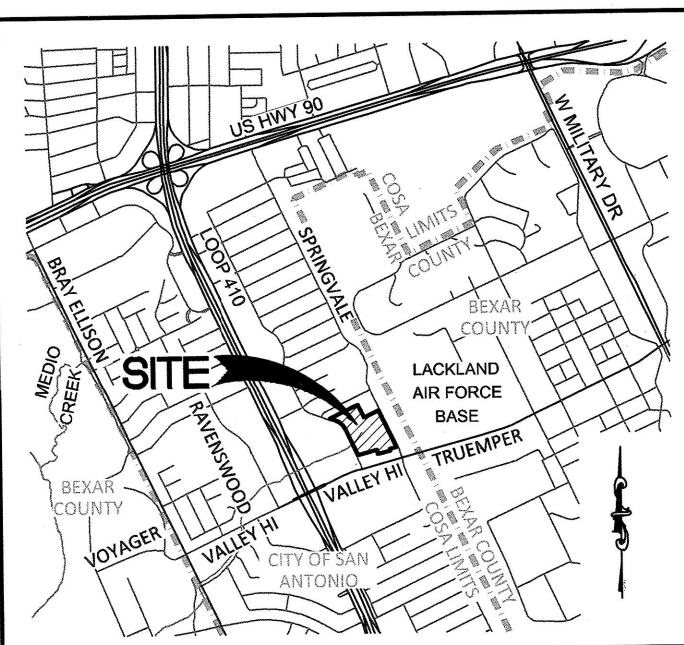 US HWY 90
W MILITARY DR
COSA
LIMITS
BEXAR
COUNTY
SPRINGVALE
LOOP 410
BRAY ELLISON
BEXAR
COUNTY
MEDIO
CREEK
SITE
LACKLAND
AIR FORCE
BASE
RAVENSWOOD
TRUEMPER
VALLEY HI
BEXAR
COUNTY
VOYAGER
VALLEY HI
CITY OF SAN
ANTONIO
BEXAR COUNTY
COSA LIMITS